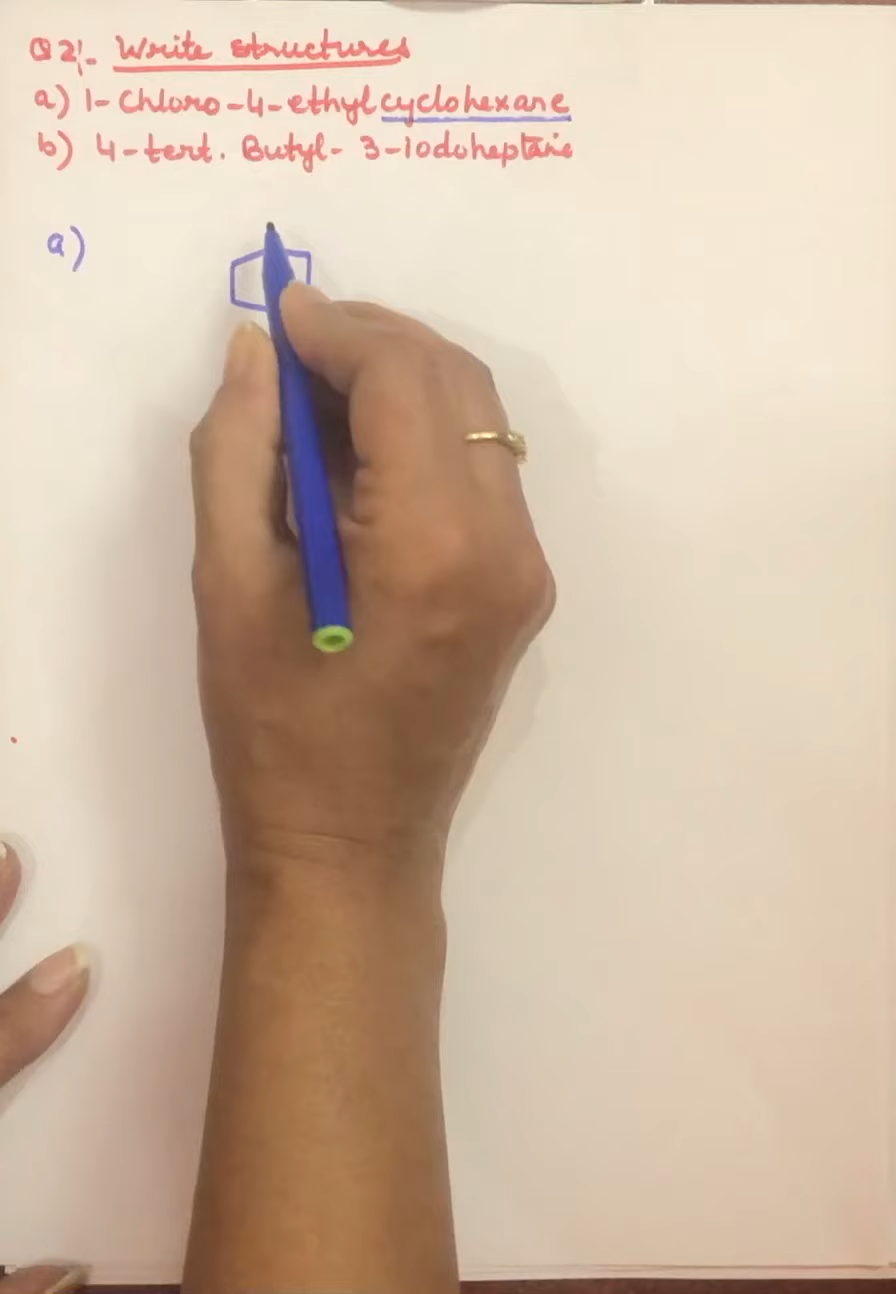 Q2:- Write structures
a) 1-Chloro-4-ethylcyclohexane
b) 4-tert. Butyl-3-Iodoheptane
a)